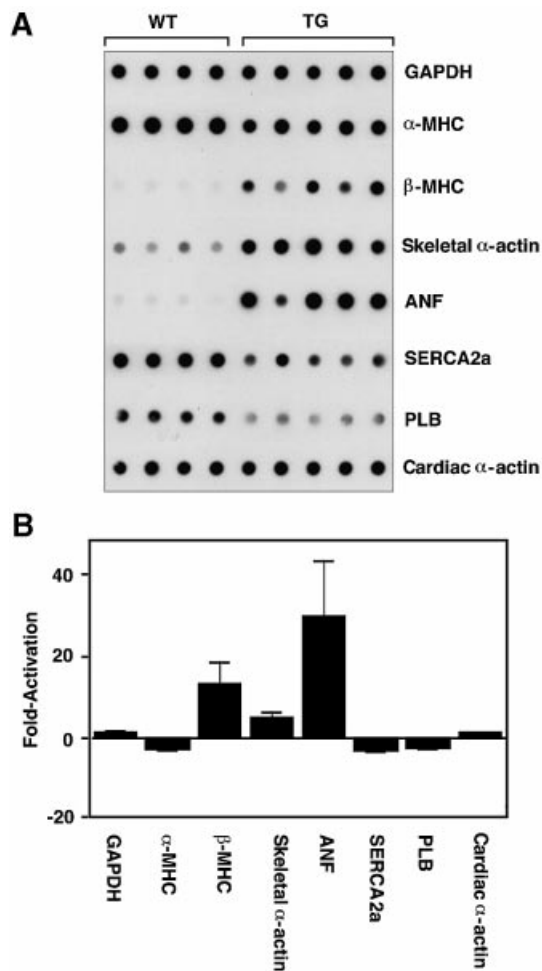 A
WT TG
GAPDH
α-MHC
β-MHC
Skeletal α-actin
ANF
SERCA2a
PLB
Cardiac α-actin
B
Fold-Activation
40
20
0
-20
GAPDH
α-MHC
β-MHC
Skeletal α-actin
ANF
SERCA2a
PLB
Cardiac α-actin